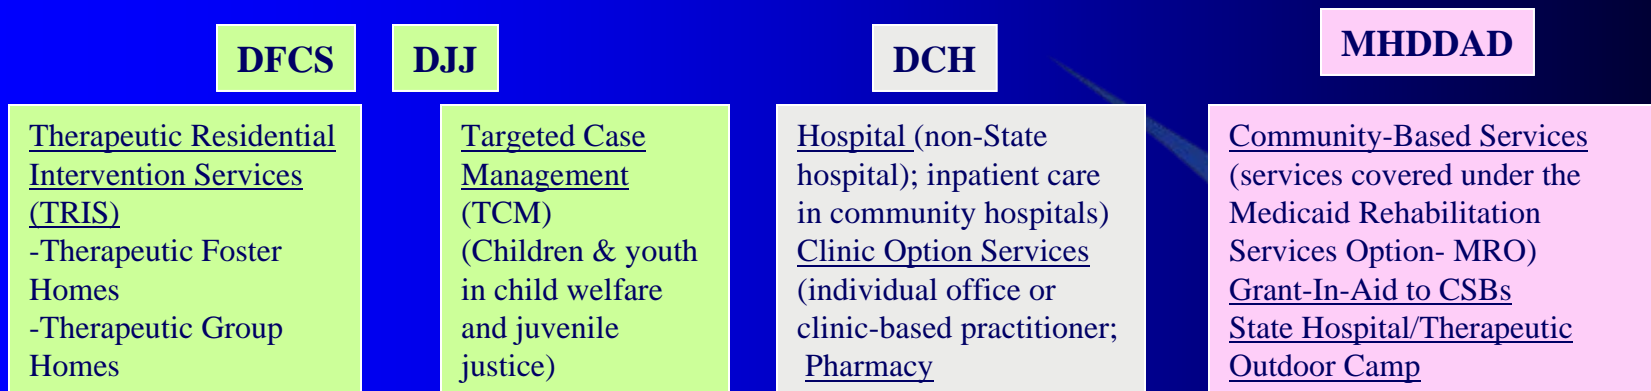 DFCS
DJJ
DCH
MHDDAD
Therapeutic Residential
Intervention Services
(TRIS)
-Therapeutic Foster
Homes
-Therapeutic Group
Homes
Targeted Case
Management
(TCM)
(Children & youth
in child welfare
and juvenile
justice)
Hospital (non-State
hospital); inpatient care
in community hospitals)
Clinic Option Services
(individual office or
clinic-based practitioner;
Pharmacy
Community-Based Services
(services covered under the
Medicaid Rehabilitation
Services Option- MRO)
Grant-In-Aid to CSBs
State Hospital/Therapeutic
Outdoor Camp